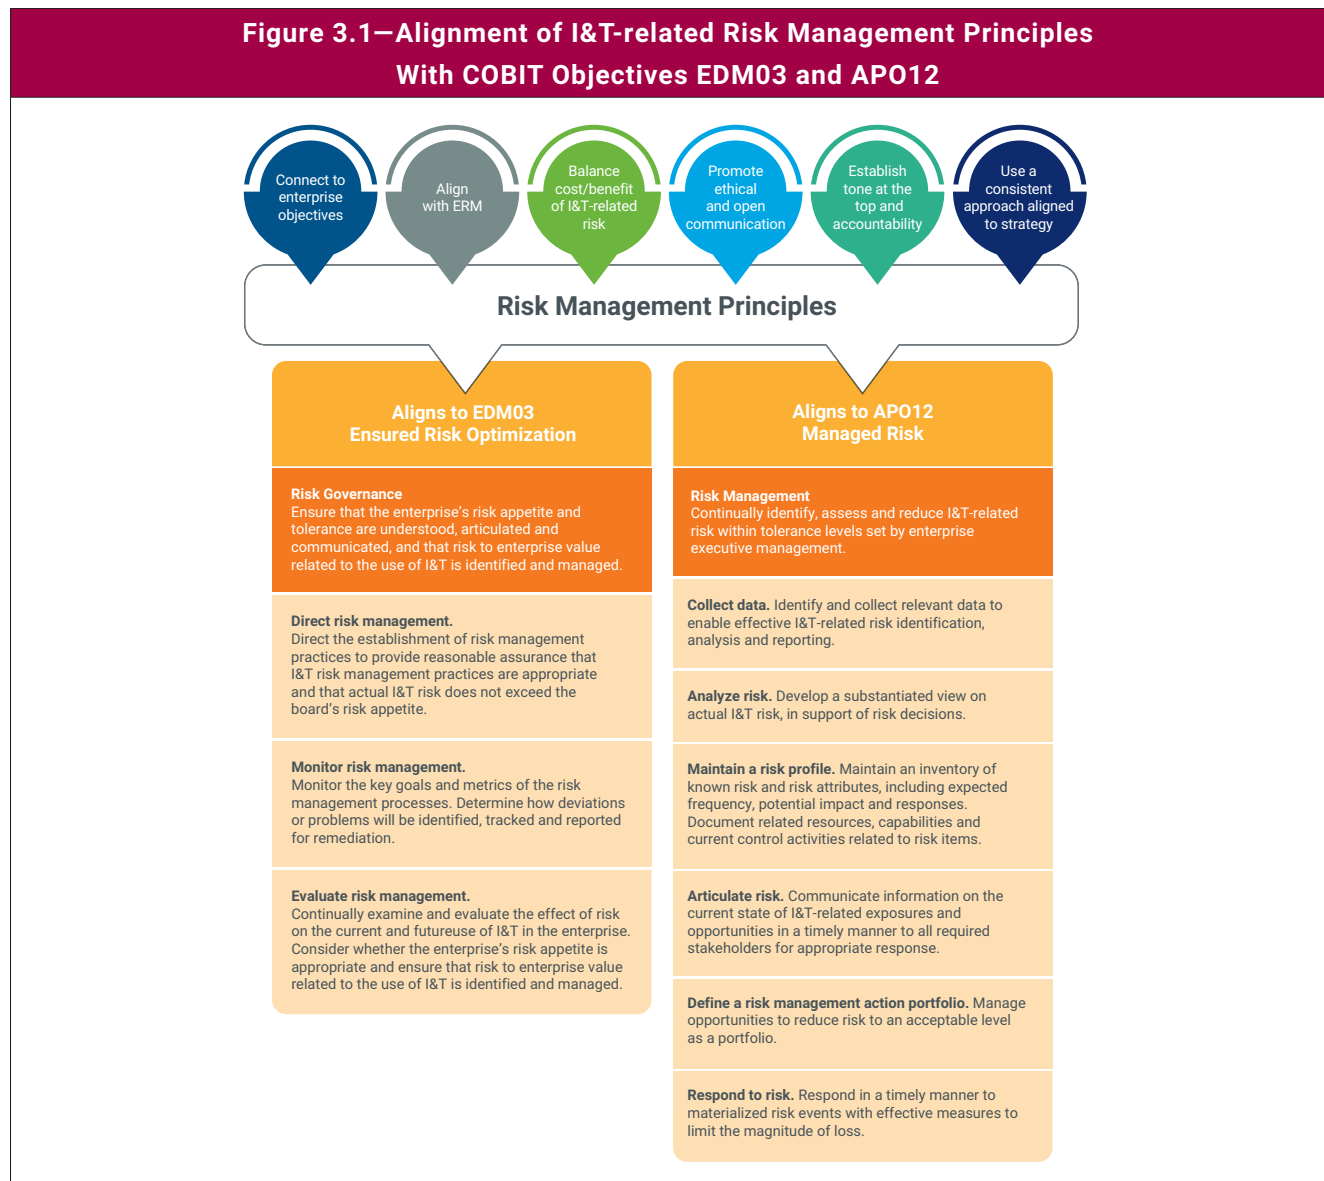 Figure 3.1—Alignment of I&T-related Risk Management Principles
With COBIT Objectives EDM03 and APO12
Connect to
enterprise
objectives
Align
with ERM
Balance
cost/benefit
of I&T-related
risk
Promote
ethical
and open
communication
Establish
tone at the
top and
accountability
Use a
consistent
approach aligned
to strategy
Risk Management Principles
Aligns to EDM03
Ensured Risk Optimization
Risk Governance
Ensure that the enterprise's risk appetite and
tolerance are understood, articulated and
communicated, and that risk to enterprise value
related to the use of I&T is identified and managed.
Direct risk management.
Direct the establishment of risk management
practices to provide reasonable assurance that
I&T risk management practices are appropriate
and that actual I&T risk does not exceed the
board's risk appetite.
Monitor risk management.
Monitor the key goals and metrics of the risk
management processes. Determine how deviations
or problems will be identified, tracked and reported
for remediation.
Evaluate risk management.
Continually examine and evaluate the effect of risk
on the current and futureuse of I&T in the enterprise.
Consider whether the enterprise's risk appetite is
appropriate and ensure that risk to enterprise value
related to the use of I&T is identified and managed.
Aligns to APO12
Managed Risk
Risk Management
Continually identify, assess and reduce I&T-related
risk within tolerance levels set by enterprise
executive management.
Collect data. Identify and collect relevant data to
enable effective I&T-related risk identification,
analysis and reporting.
Analyze risk. Develop a substantiated view on
actual I&T risk, in support of risk decisions.
Maintain a risk profile. Maintain an inventory of
known risk and risk attributes, including expected
frequency, potential impact and responses.
Document related resources, capabilities and
current control activities related to risk items.
Articulate risk. Communicate information on the
current state of I&T-related exposures and
opportunities in a timely manner to all required
stakeholders for appropriate response.
Define a risk management action portfolio. Manage
opportunities to reduce risk to an acceptable level
as a portfolio.
Respond to risk. Respond in a timely manner to
materialized risk events with effective measures to
limit the magnitude of loss.